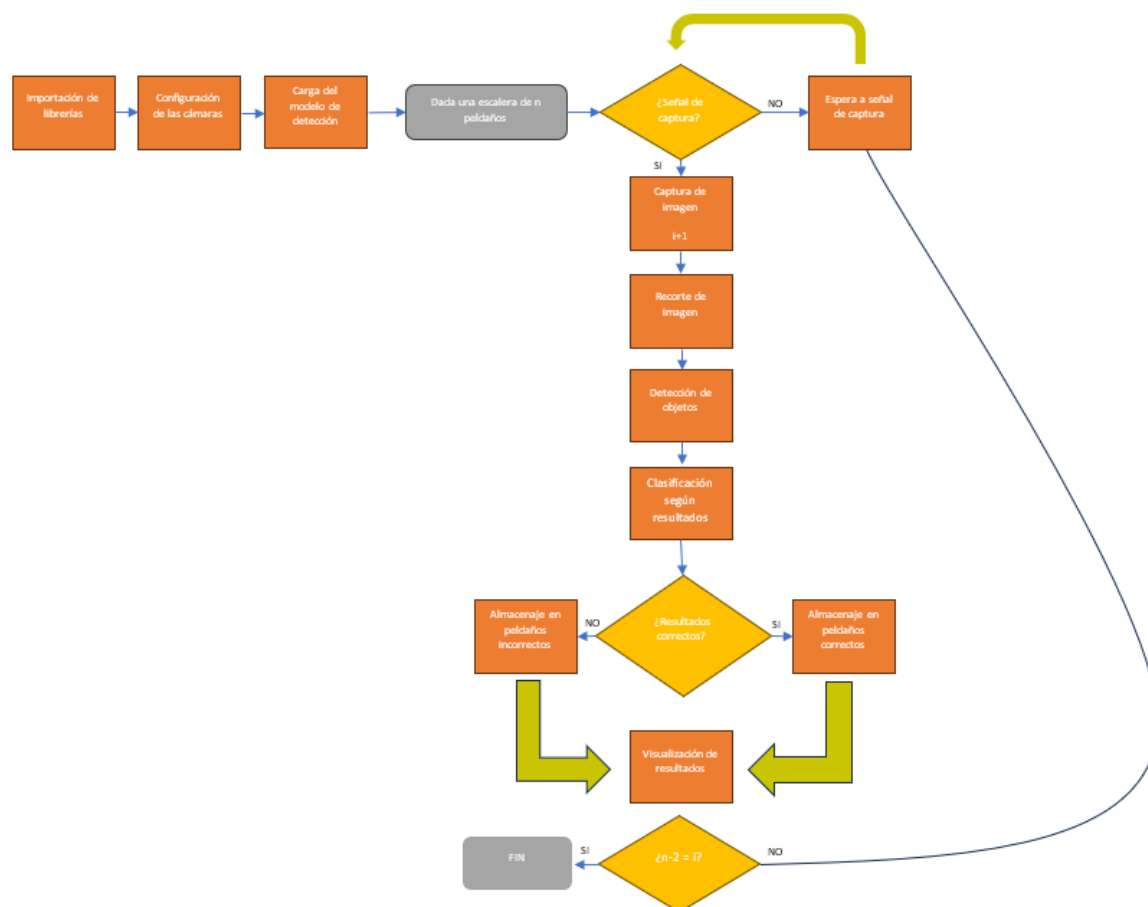 Importación de
librerías
Configuración
de las cámaras
Carga del
modelo de
detección
Dada una escalera de n
peldaños
¿Señal de
captura?
NO
Espera a señal
de captura
SI
Captura de
imagen
i+1
Recorte de
imagen
Detección de
objetos
Clasificación
según
resultados
Almacenaje en
peldaños
incorrectos
NO
¿Resultados
correctos?
SI
Almacenaje en
peldaños
correctos
Visualización de
resultados
FIN
SI
¿n-2 = i?
NO